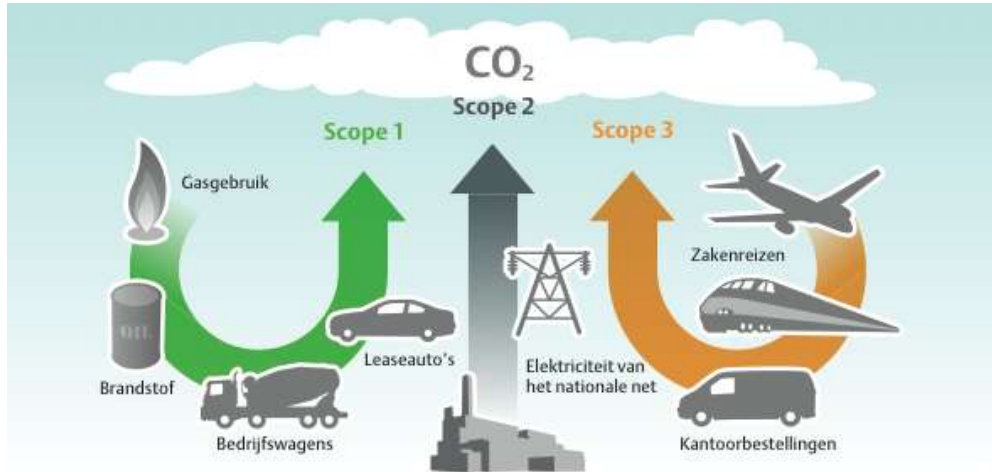 CO₂
Scope 2
Scope 1
Scope 3
Gasgebruik
Zakenreizen
OIL
Leaseauto's
Elektriciteit van
het nationale net
Brandstof
Bedrijfswagens
Kantoorbestellingen